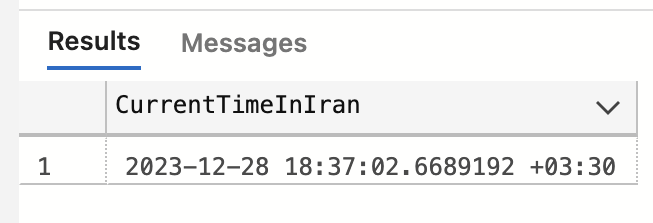 Results Messages
CurrentTimeInIran
1 2023-12-28 18:37:02.6689192 +03:30